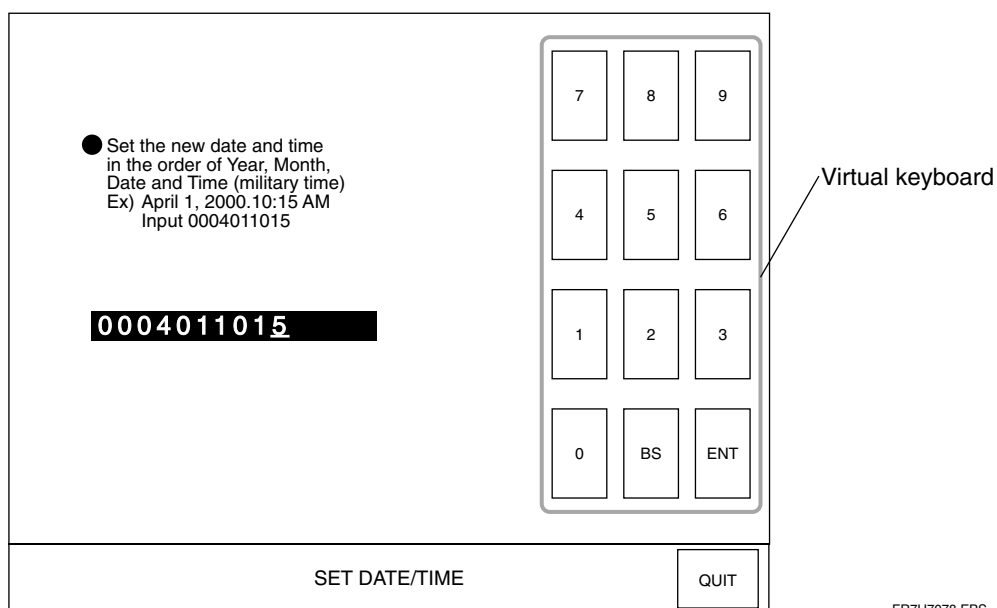 ● Set the new date and time
in the order of Year, Month,
Date and Time (military time)
Ex) April 1, 2000.10:15 AM
Input 0004011015
0004011015
7 8 9
4 5 6
1 2 3
0 BS ENT
Virtual keyboard
SET DATE/TIME
QUIT